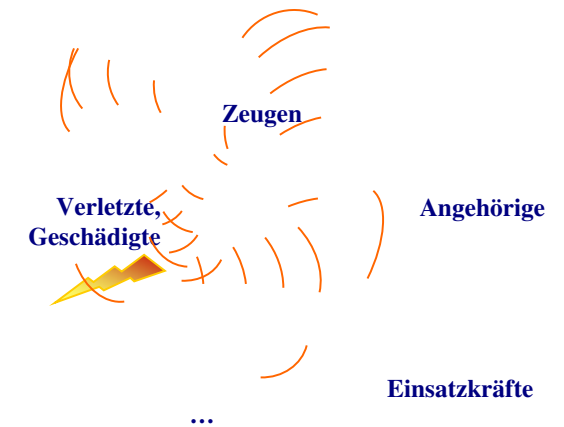 Zeugen
Verletzte,
Geschädigte
Angehörige
Einsatzkräfte
…